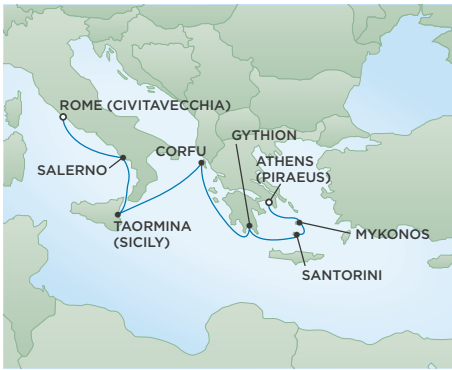 ROME (CIVITAVECCHIA)
GYTHION
CORFU
ATHENS
(PIRAEUS)
SALERNO
TAORMINA
(SICILY)
MYKONOS
SANTORINI